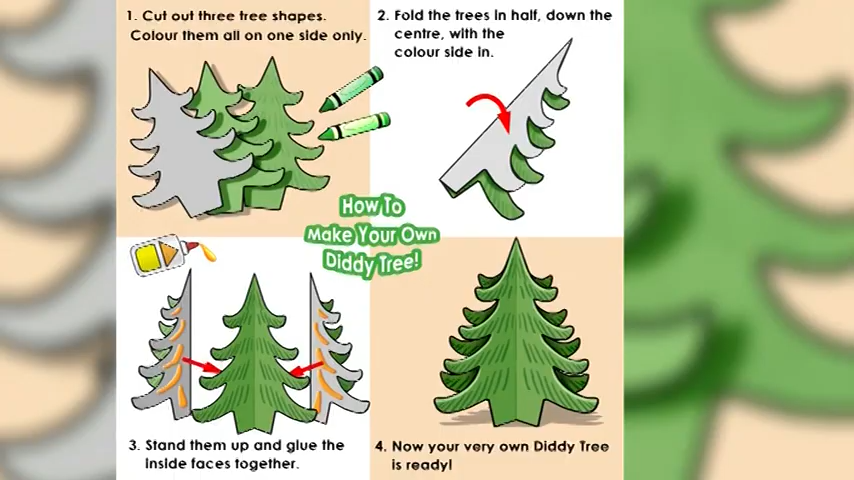 1. Cut out three tree shapes.
Colour them all on one side only.
2. Fold the trees in half, down the
centre, with the
colour side in.
How To
Make Your Own
Diddy Tree!
3. Stand them up and glue the
inside faces together.
4. Now your very own Diddy Tree
is ready!